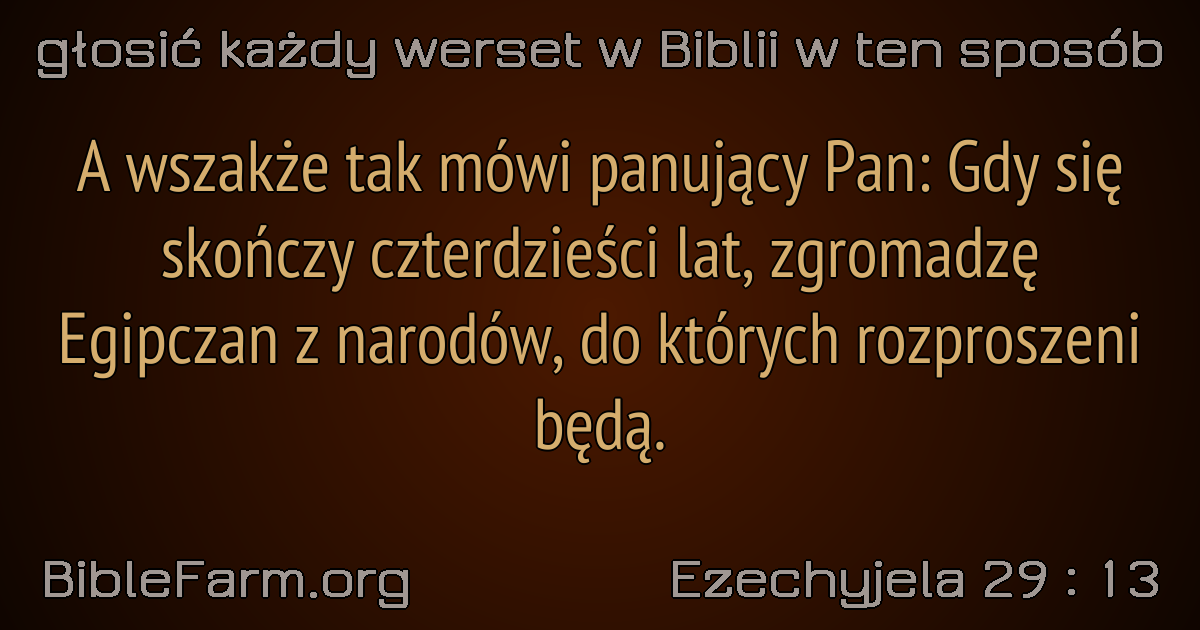 głosić każdy werset w Biblii w ten sposób
A wszakże tak mówi panujący Pan: Gdy się
skończy czterdzieści lat, zgromadzę
Egipczan z narodów, do których rozproszeni
będą.
BibleFarm.org
Ezechyjela 29 : 13